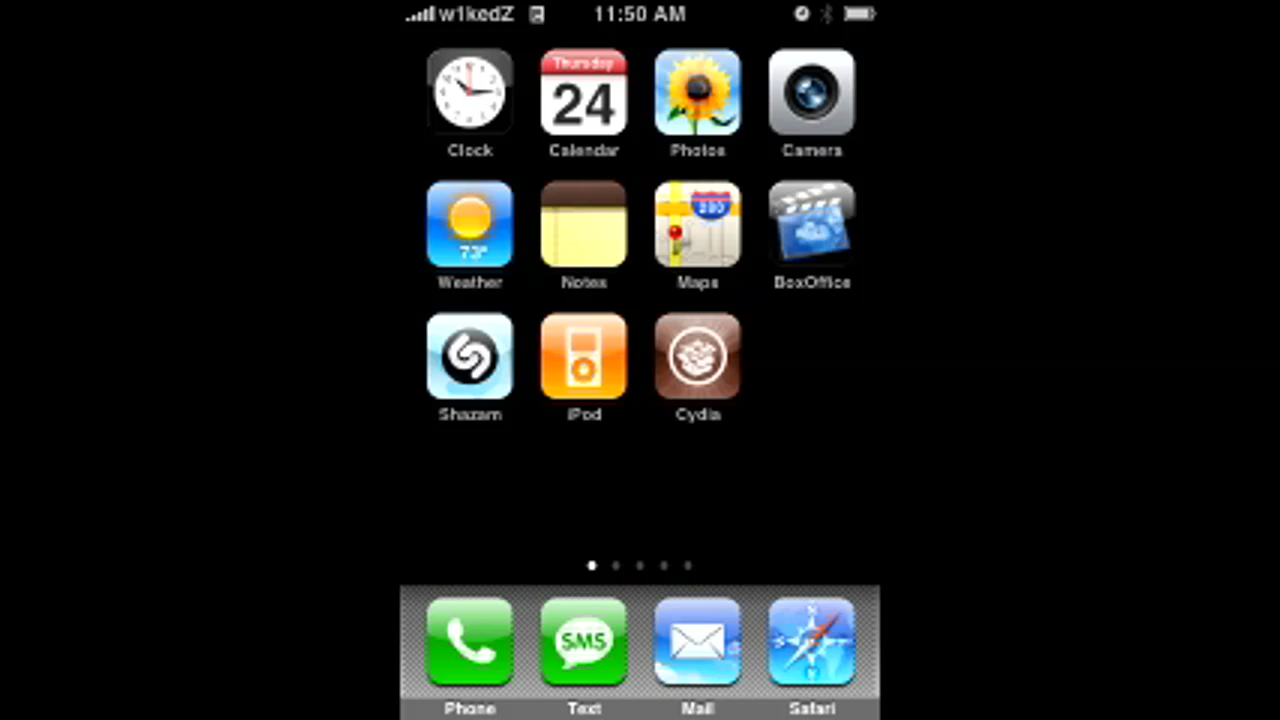 w1kedZ 11:50 AM
Thursday
24
Clock Calendar Photos Camera
280
73°
Weather Notes Maps BoxOffice
Shazam iPod Cydia
SMS
N
Phone Text Mail Safari